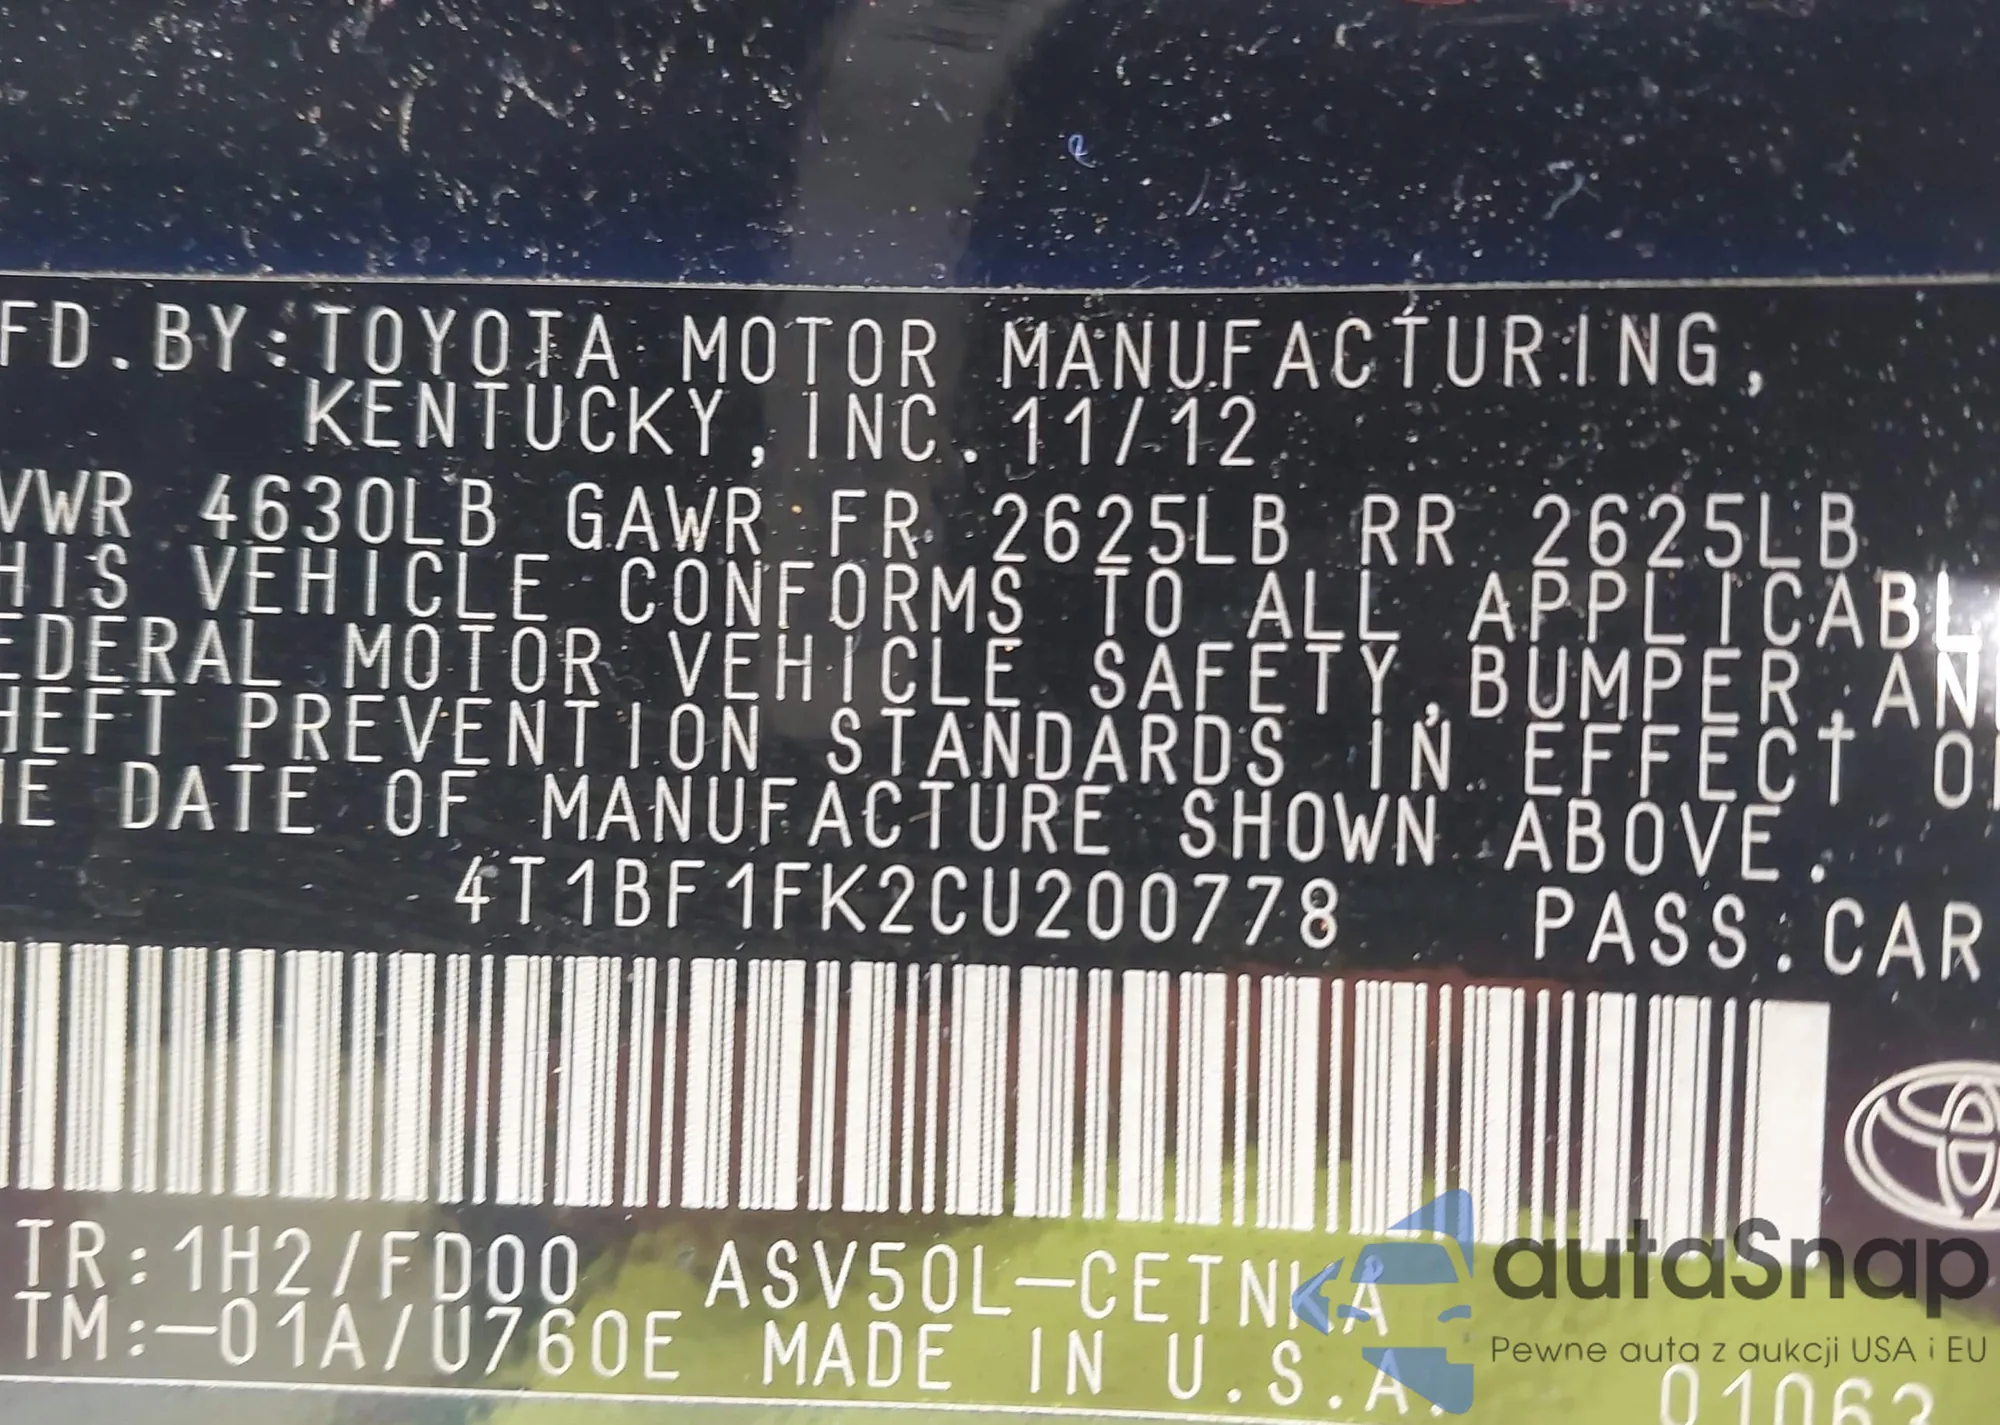 FD.BY:TOYOTA MOTOR MANUFACTURING,
KENTUCKY,INC. 11/12
VWR 4630LB GAWR FR 2625LB RR 2625LB
HIS VEHICLE CONFORMS TO ALL APPLICABL
EDERAL MOTOR VEHICLE SAFETY,BUMPER,AN
HEFT PREVENTION STANDARDS IN EFFECT O
HE DATE OF MANUFACTURE SHOWN ABOVE.
4T1BF1FK2CU200778 PASS.CAR
TR:1H2/FD00 ASV50L-CETNKA
TM:-01A/U760E MADE IN U.S.A.
01062
autaSnap
Pewne auta z aukcji USA i EU